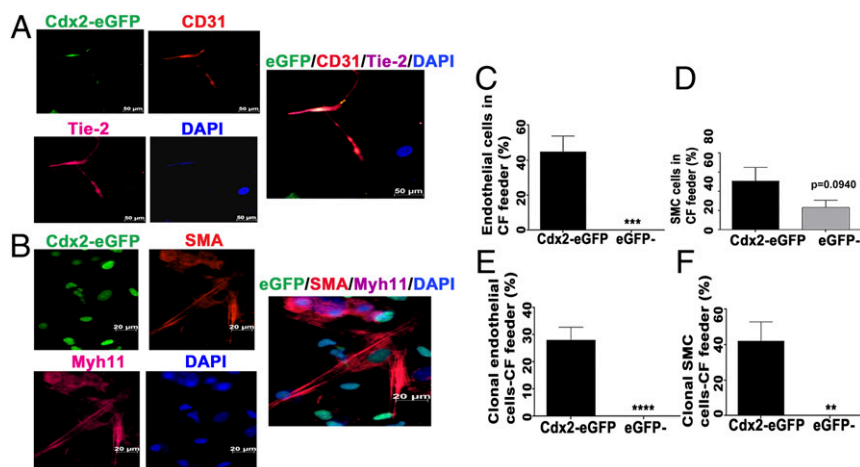 A
Cdx2-eGFP
CD31
50 µm
50 µm
Tie-2
DAPI
50 µm
50 µm
eGFP/CD31/Tie-2/DAPI
50 µm
B
Cdx2-eGFP
SMA
20 µm
20 µm
Myh11
DAPI
20 µm
20 µm
eGFP/SMA/Myh11/DAPI
20 µm
C
Endothelial cells in
CF feeder (%)
60
40
20
0
***
Cdx2-eGFP eGFP-
D
SMC cells in
CF feeder (%)
80
60
40
20
0
p=0.0940
Cdx2-eGFP eGFP-
E
Clonal endothelial
cells-CF feeder (%)
40
30
20
10
0
****
Cdx2-eGFP eGFP-
F
Clonal SMC
cells-CF feeder (%)
60
40
20
0
**
Cdx2-eGFP eGFP-